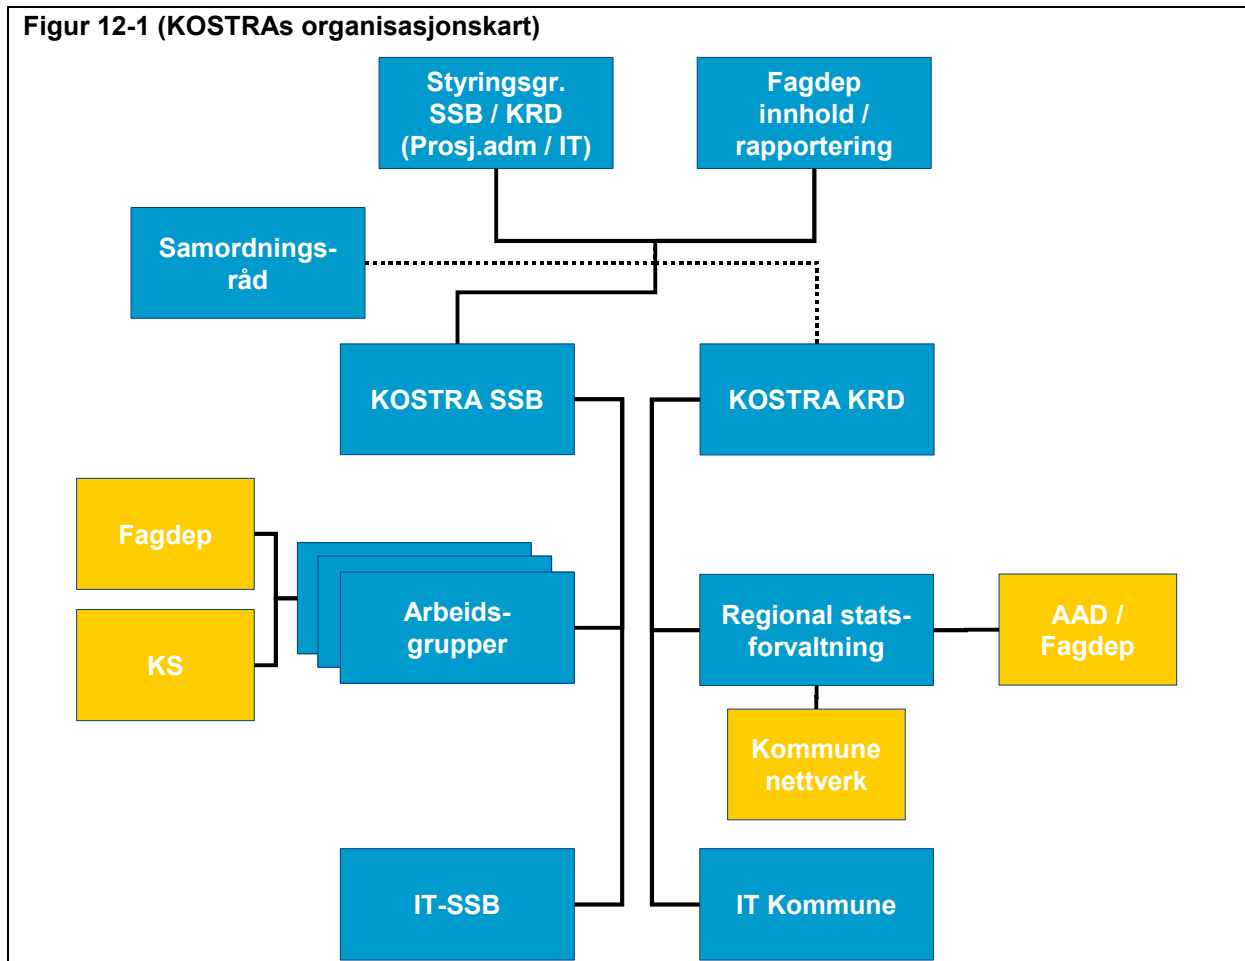 Figur 12-1 (KOSTRAs organisasjonskart)
Styringsgr.
SSB / KRD
(Prosj.adm / IT)
Fagdep
innhold /
rapportering
Samordnings-
råd
KOSTRA SSB
KOSTRA KRD
Fagdep
KS
Arbeids-
grupper
Regional stats-
forvaltning
AAD /
Fagdep
Kommune
nettverk
IT-SSB
IT Kommune